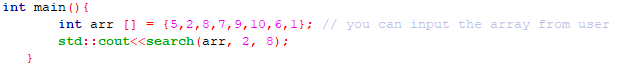 int main(){
int arr [] = {5,2,8,7,9,10,6,1}; // you can input the array from user
std::cout<<search(arr, 2, 8);
}